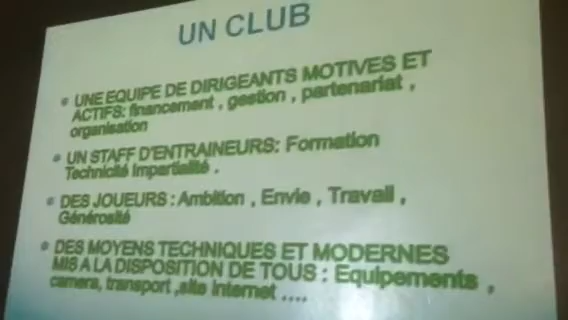 UN CLUB
• UNE EQUIPE DE DIRIGEANTS MOTIVES ET
ACTIFS: financement , gestion , partenariat ,
organisation
• UN STAFF D'ENTRAINEURS: Formation
Technicité Impartialité .
• DES JOUEURS : Ambition , Envie , Travail ,
Générosité
• DES MOYENS TECHNIQUES ET MODERNES
MIS A LA DISPOSITION DE TOUS : Equipements ,
camera, transport ,site Internet ....